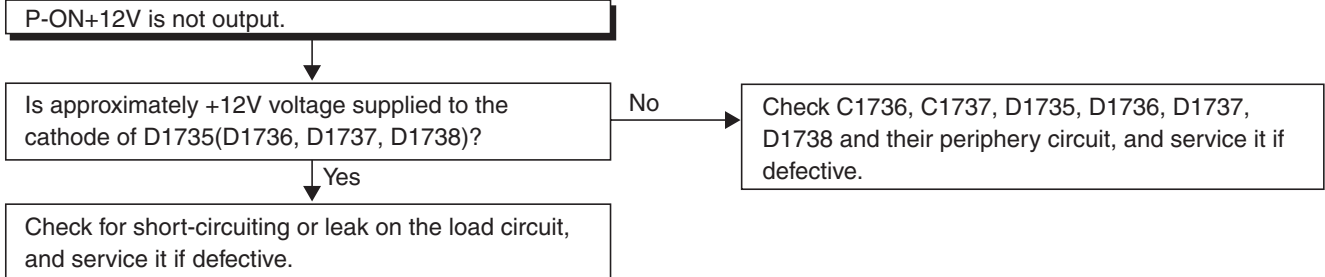 P-ON+12V is not output.
Is approximately +12V voltage supplied to the
cathode of D1735(D1736, D1737, D1738)?
No
Check C1736, C1737, D1735, D1736, D1737,
D1738 and their periphery circuit, and service it if
defective.
Yes
Check for short-circuiting or leak on the load circuit,
and service it if defective.